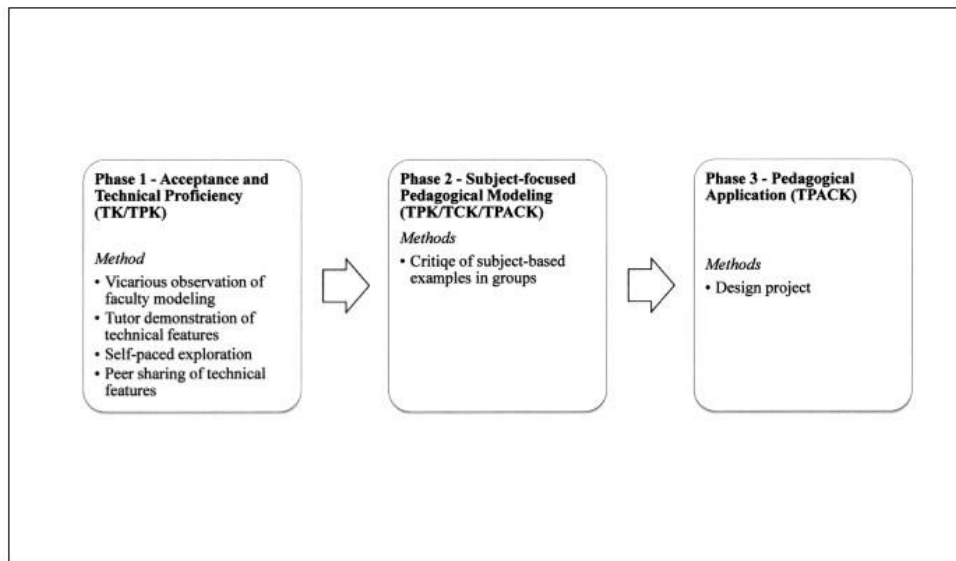 Phase 1 - Acceptance and
Technical Proficiency
(TK/TPK)
Method
• Vicarious observation of
faculty modeling
• Tutor demonstration of
technical features
• Self-paced exploration
• Peer sharing of technical
features
Phase 2 - Subject-focused
Pedagogical Modeling
(TPK/TCK/TPACK)
Methods
• Critiqe of subject-based
examples in groups
Phase 3 - Pedagogical
Application (TPACK)
Methods
• Design project